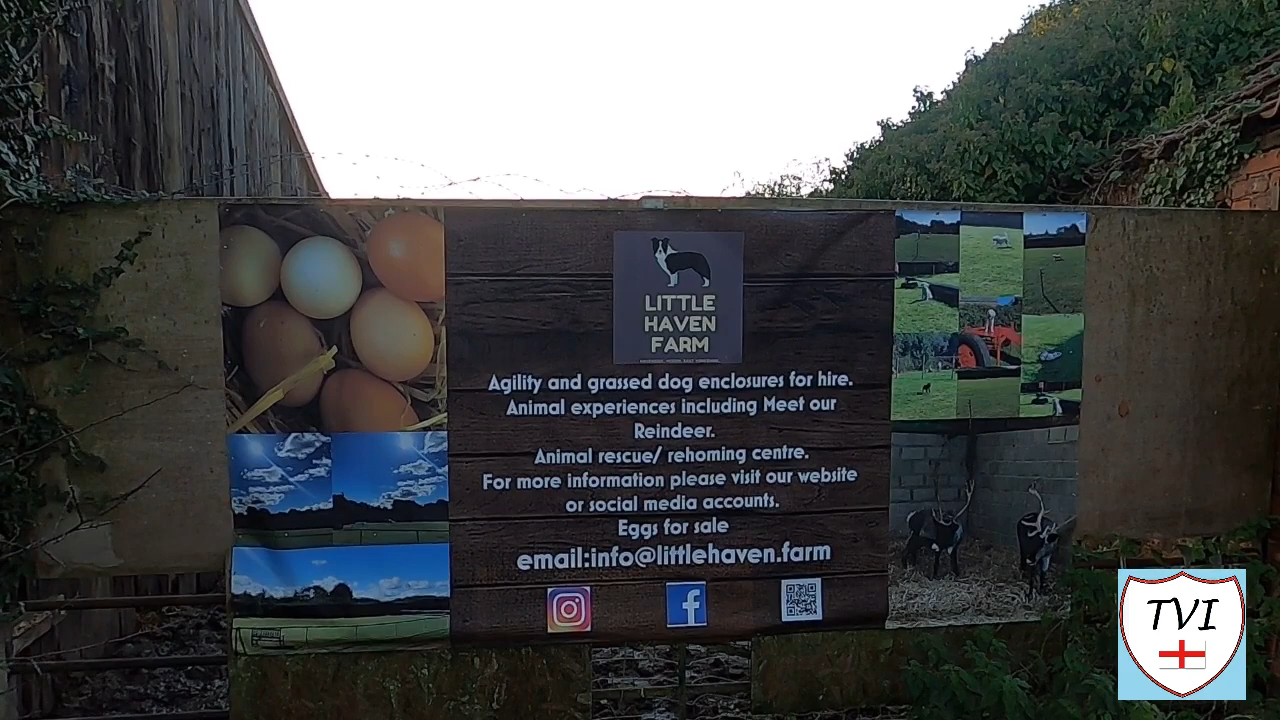 LITTLE
HAVEN
FARM
Agility and grassed dog enclosures for hire.
Animal experiences including Meet our
Reindeer.
Animal rescue/ rehoming centre.
For more information please visit our website
or social media accounts.
Eggs for sale
email:info@littlehaven.farm
TVI